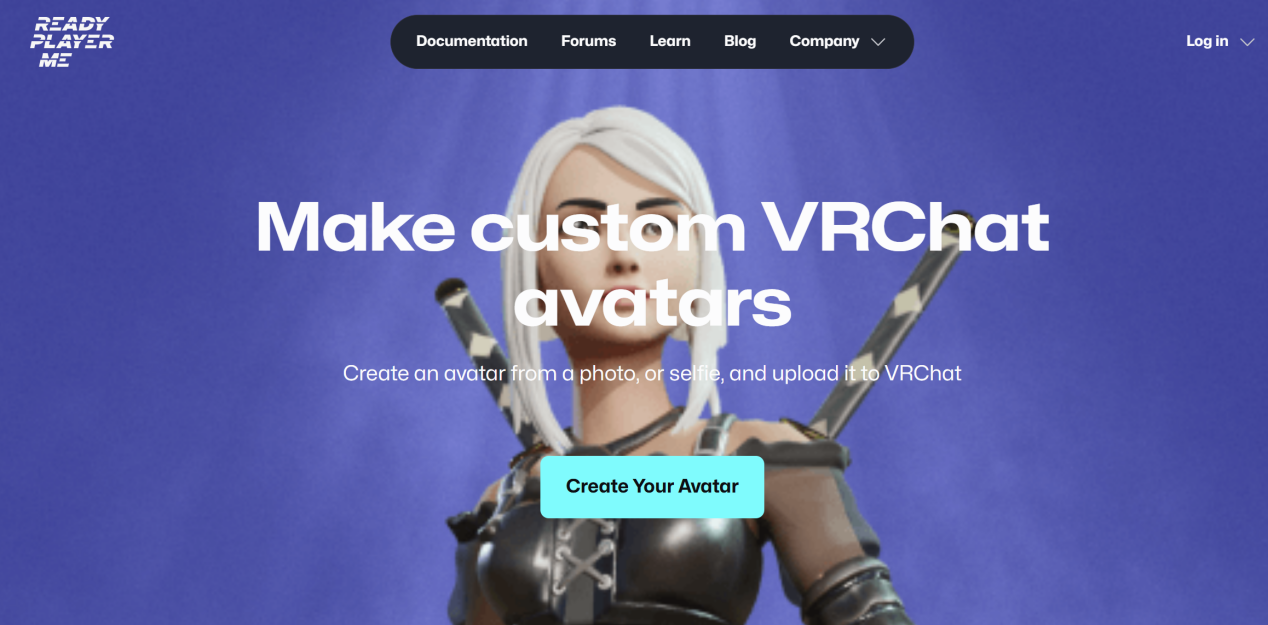 READY
PLAYER
ME
Documentation Forums Learn Blog Company
Log in
Make custom VRChat
avatars
Create an avatar from a photo, or selfie, and upload it to VRChat
Create Your Avatar